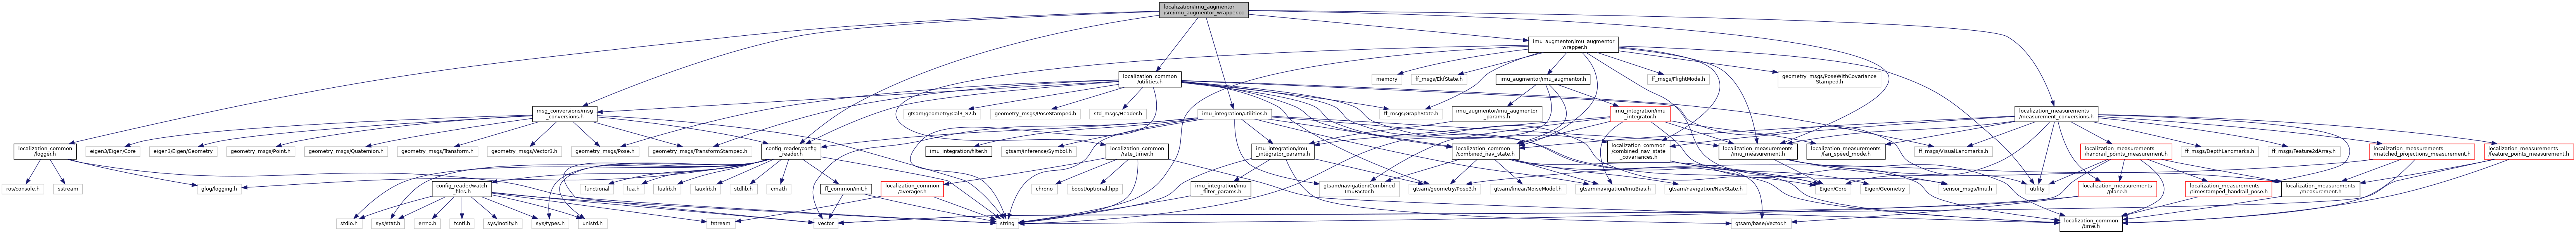 localization/imu_augmentor
/src/imu_augmentor_wrapper.cc
imu_augmentor/imu_augmentor
_wrapper.h
localization_common
/utilities.h
memory
ff_msgs/EkfState.h
imu_augmentor/imu_augmentor.h
ff_msgs/FlightMode.h
geometry_msgs/PoseWithCovariance
Stamped.h
msg_conversions/msg
_conversions.h
gtsam/geometry/Cal3_S2.h
geometry_msgs/PoseStamped.h
std_msgs/Header.h
imu_integration/utilities.h
ff_msgs/GraphState.h
imu_augmentor/imu_augmentor
_params.h
imu_integration/imu
_integrator.h
localization_measurements
/measurement_conversions.h
localization_common
/logger.h
eigen3/Eigen/Core
eigen3/Eigen/Geometry
geometry_msgs/Point.h
geometry_msgs/Quaternion.h
geometry_msgs/Transform.h
geometry_msgs/Vector3.h
geometry_msgs/Pose.h
geometry_msgs/TransformStamped.h
config_reader/config
_reader.h
imu_integration/filter.h
gtsam/inference/Symbol.h
localization_common
/rate_timer.h
imu_integration/imu
_integrator_params.h
localization_common
/combined_nav_state.h
localization_common
/combined_nav_state
_covariances.h
localization_measurements
/imu_measurement.h
localization_measurements
/fan_speed_mode.h
ff_msgs/VisualLandmarks.h
localization_measurements
/handrail_points_measurement.h
ff_msgs/DepthLandmarks.h
ff_msgs/Feature2dArray.h
localization_measurements
/matched_projections_measurement.h
localization_measurements
/feature_points_measurement.h
ros/console.h
sstream
glog/logging.h
config_reader/watch
_files.h
functional
lua.h
lualib.h
lauxlib.h
stdlib.h
cmath
ff_common/init.h
localization_common
/averager.h
chrono
boost/optional.hpp
imu_integration/imu
_filter_params.h
gtsam/navigation/Combined
ImuFactor.h
gtsam/geometry/Pose3.h
gtsam/linear/NoiseModel.h
gtsam/navigation/ImuBias.h
gtsam/navigation/NavState.h
Eigen/Core
Eigen/Geometry
sensor_msgs/Imu.h
utility
localization_measurements
/plane.h
localization_measurements
/timestamped_handrail_pose.h
localization_measurements
/measurement.h
stdio.h
sys/stat.h
errno.h
fcntl.h
sys/inotify.h
sys/types.h
unistd.h
fstream
vector
string
gtsam/base/Vector.h
localization_common
/time.h